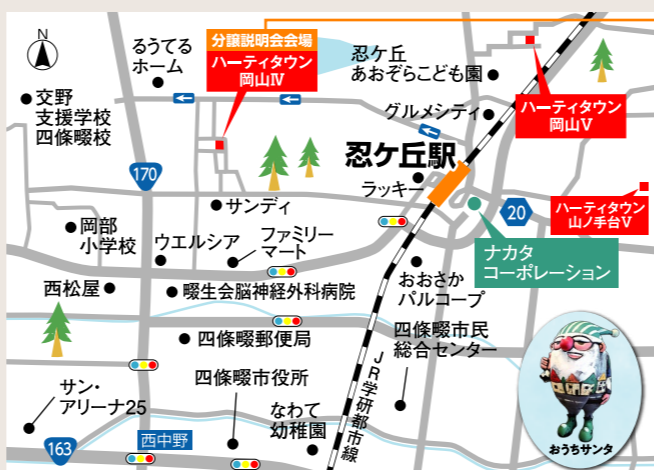 N
るうてる
ホーム
分譲説明会会場
ハーティタウン
岡山Ⅳ
忍ケ丘
あおぞらこども園
ハーティタウン
岡山Ⅴ
交野
支援学校
四條畷校
グルメシティ
忍ケ丘駅
170
ラッキー
サンディ
20
ハーティタウン
山ノ手台Ⅴ
岡部
小学校
ウエルシア
ファミリー
マート
ナカタ
コーポレーション
西松屋
畷生会脳神経外科病院
おおさか
パルコープ
四條畷郵便局
四條畷市民
総合センター
JR学研都市線
サン・
アリーナ25
四條畷市役所
なわて
幼稚園
163
西中野
おうちサンタ